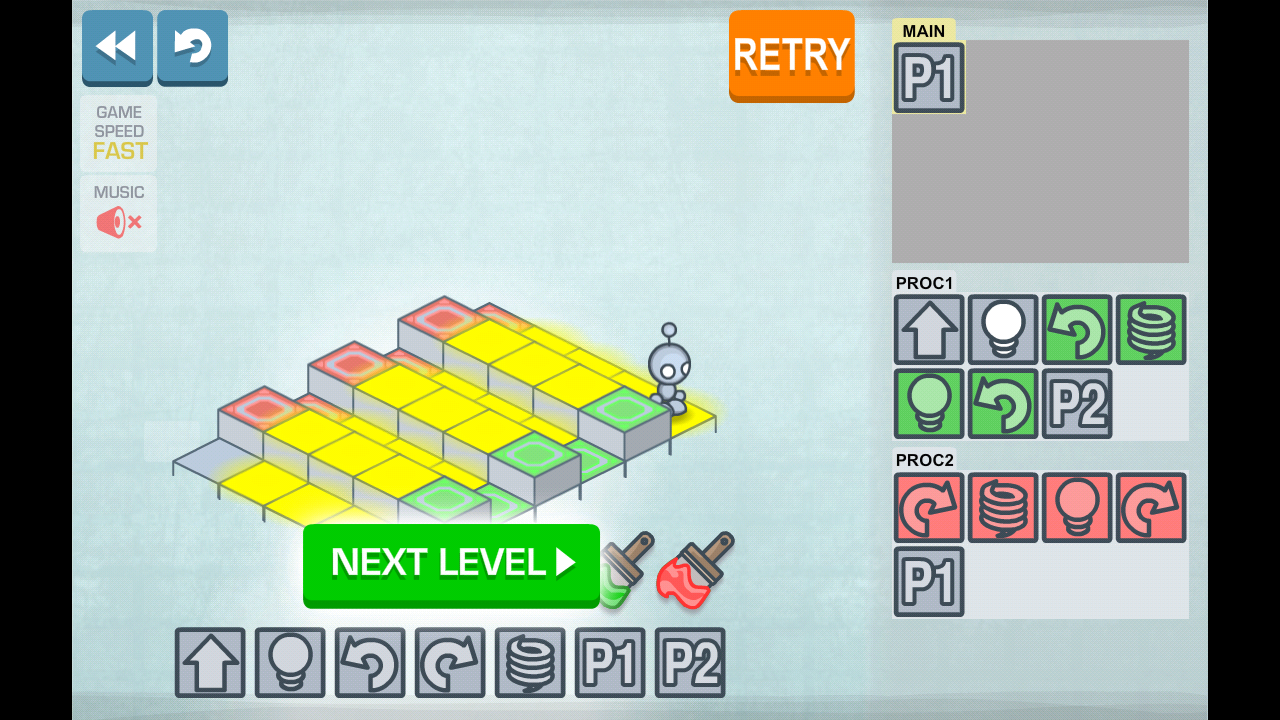 RETRY
MAIN
P1
GAME
SPEED
FAST
MUSIC
PROC1
P2
PROC2
P1
NEXT LEVEL
P1
P2